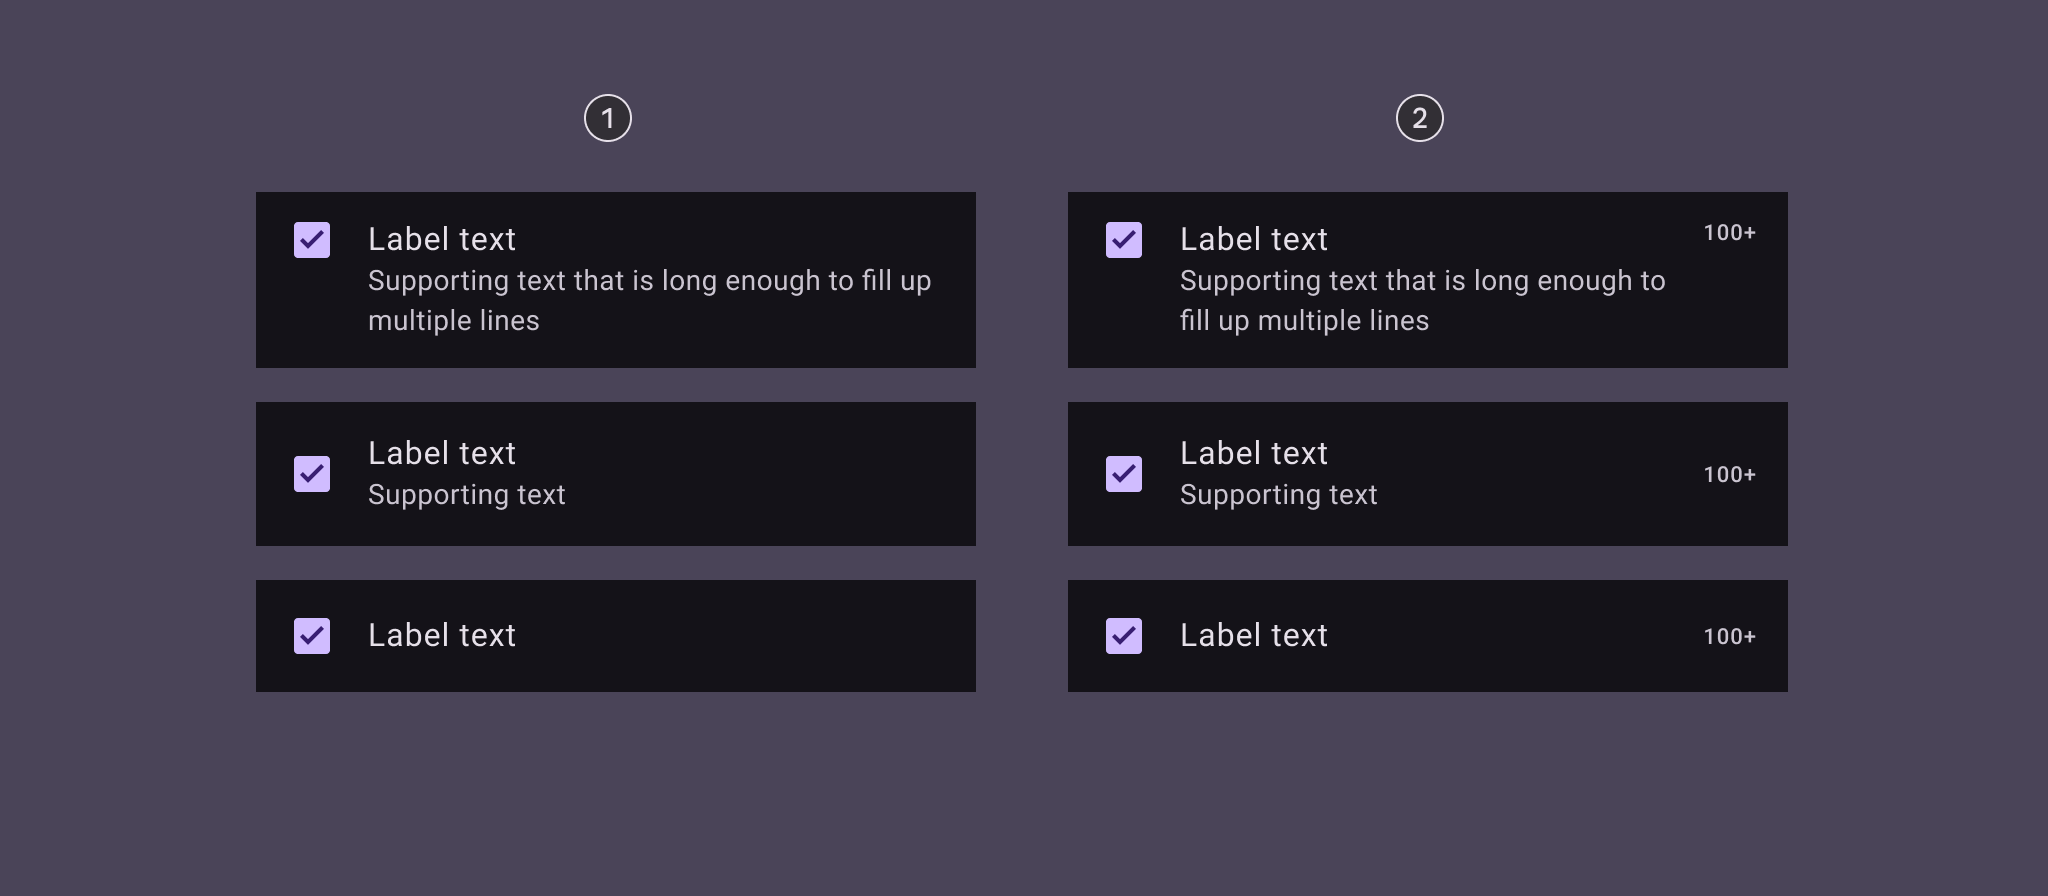 1
Label text
Supporting text that is long enough to fill up
multiple lines
Label text
Supporting text
Label text
2
Label text
100+
Supporting text that is long enough to
fill up multiple lines
Label text
Supporting text
100+
Label text
100+